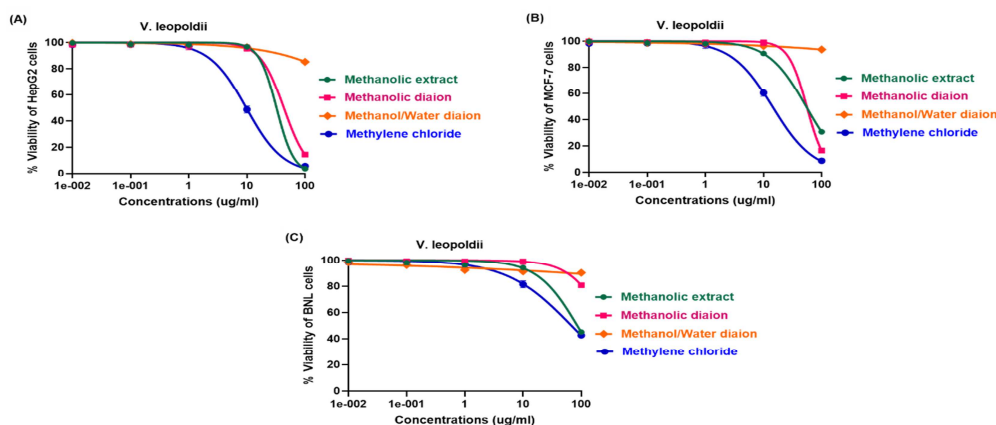 (A)
V. leopoldii
% Viability of HepG2 cells
100
80
60
40
20
0
1e-002 1e-001 1 10 100
Concentrations (ug/ml)
Methanolic extract
Methanolic diaion
Methanol/Water diaion
Methylene chloride
(B)
V. leopoldii
% Viability of MCF-7 cells
100
80
60
40
20
0
1e-002 1e-001 1 10 100
Concentrations (ug/ml)
Methanolic extract
Methanolic diaion
Methanol/Water diaion
Methylene chloride
(C)
V. leopoldii
% Viability of BNL cells
100
80
60
40
20
0
1e-002 1e-001 1 10 100
Concentrations (ug/ml)
Methanolic extract
Methanolic diaion
Methanol/Water diaion
Methylene chloride